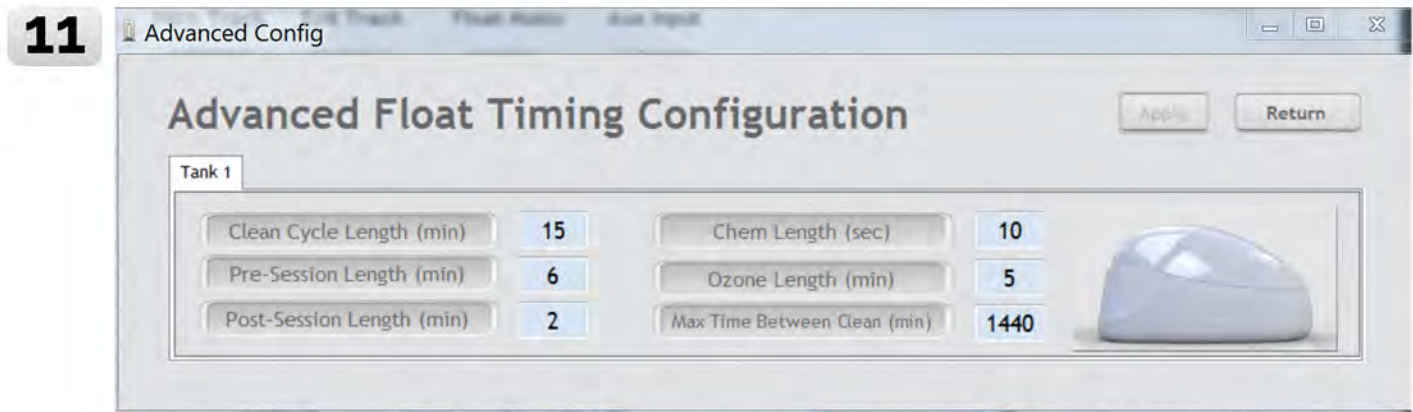 11
Advanced Config
Advanced Float Timing Configuration
Apply
Return
Tank 1
Clean Cycle Length (min) 15 Chem Length (sec) 10
Pre-Session Length (min) 6 Ozone Length (min) 5
Post-Session Length (min) 2 Max Time Between Clean (min) 1440